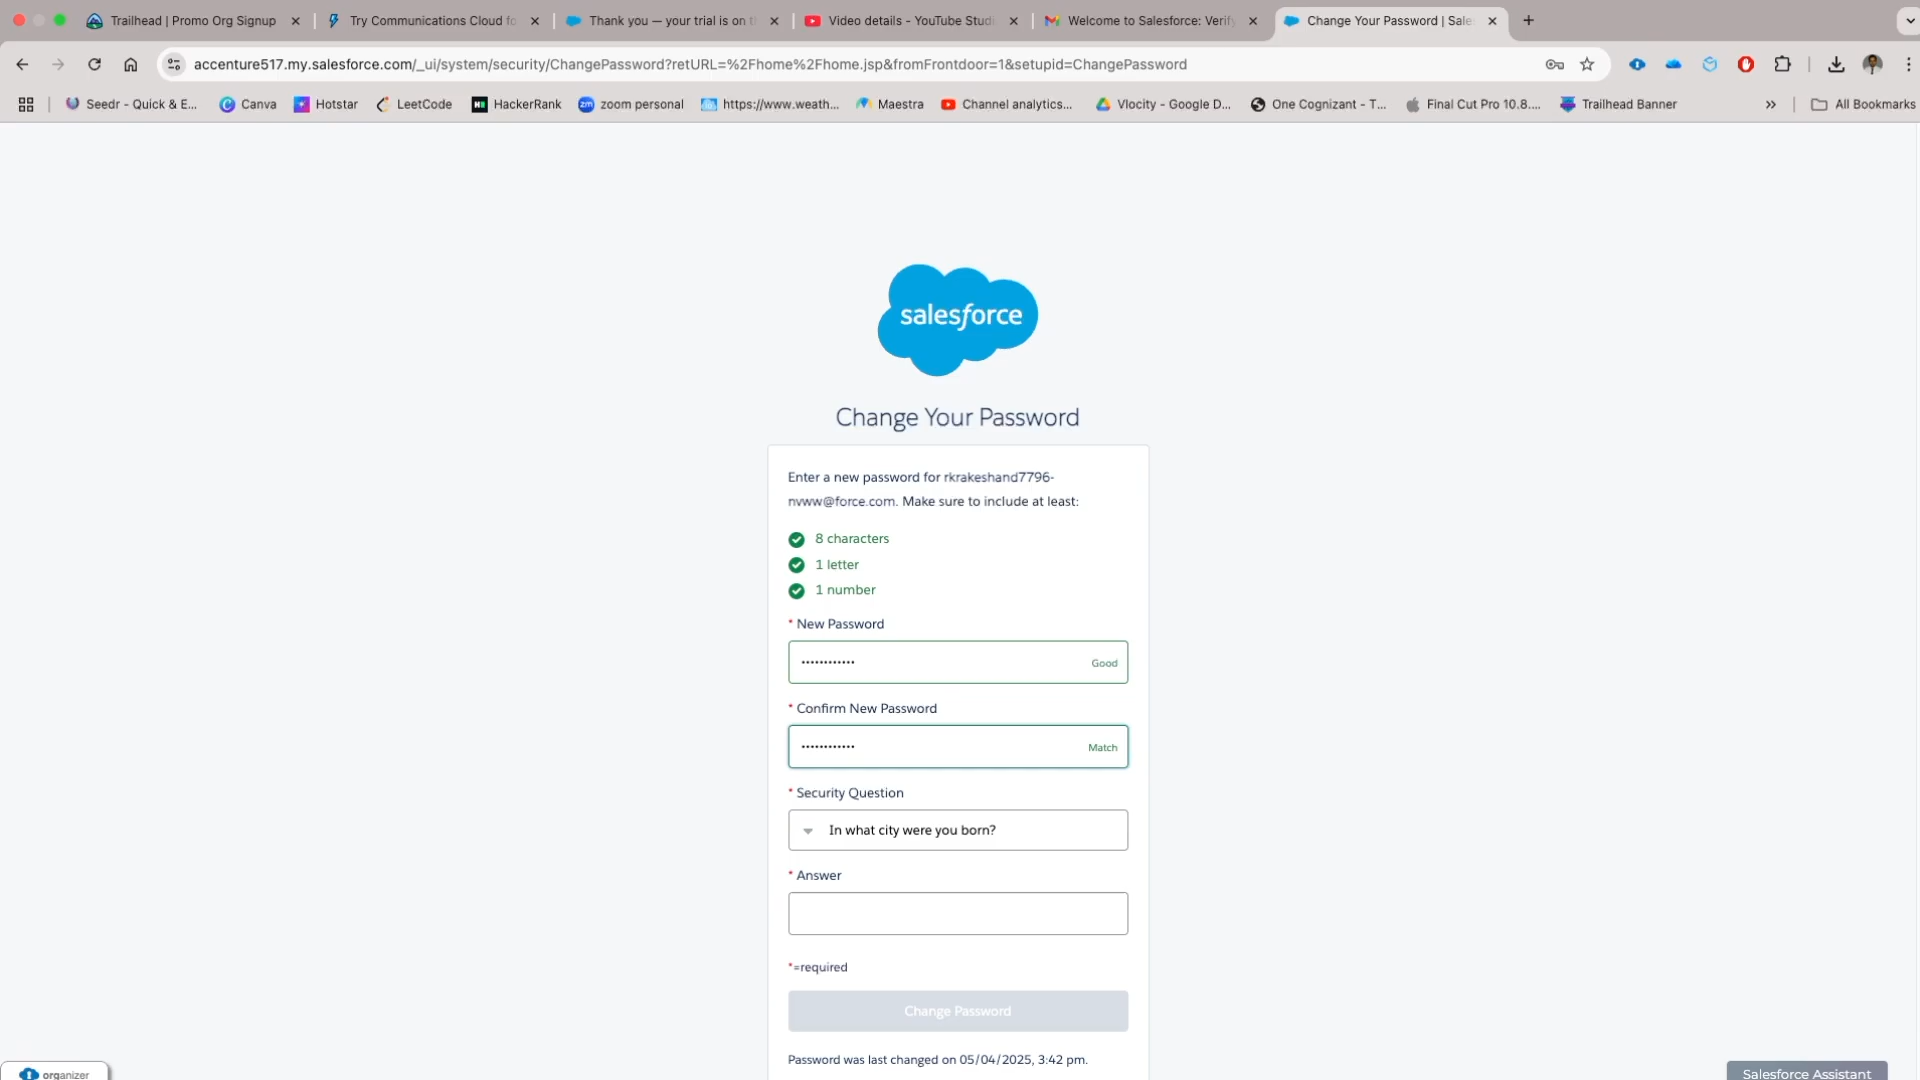 Trailhead | Promo Org Signup
Try Communications Cloud fo
Thank you — your trial is on t
Video details - YouTube Studi
Welcome to Salesforce: Verify
Change Your Password | Sale
accenture517.my.salesforce.com/_ui/system/security/ChangePassword?retURL=%2Fhome%2Fhome.jsp&fromFrontdoor=1&setupid=ChangePassword
Seedr - Quick & E...
Canva
Hotstar
LeetCode
HackerRank
zoom personal
https://www.weath...
Maestra
Channel analytics...
Vlocity - Google D...
One Cognizant - T...
Final Cut Pro 10.8....
Trailhead Banner
All Bookmarks
salesforce
Change Your Password
Enter a new password for rkrakeshand7796-
nvww@force.com. Make sure to include at least:
8 characters
1 letter
1 number
* New Password
•••••••••••• Good
* Confirm New Password
•••••••••••• Match
* Security Question
In what city were you born?
* Answer
*=required
Change Password
Password was last changed on 05/04/2025, 3:42 pm.
organizer
Salesforce Assistant